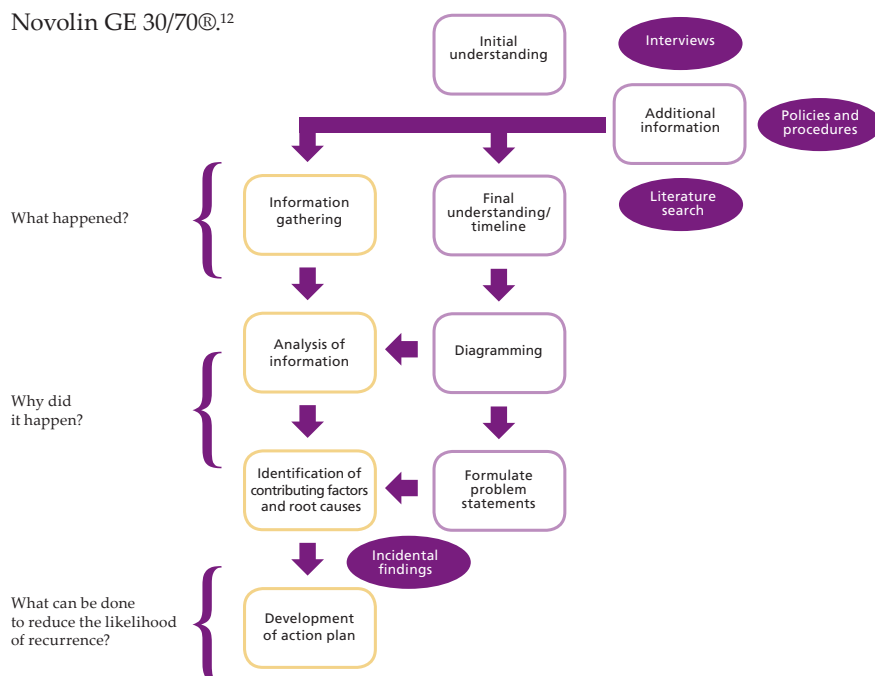 Novolin GE 30/70®.12
Initial
understanding
Interviews
Additional
information
Policies and
procedures
What happened?
Information
gathering
Final
understanding/
timeline
Literature
search
Why did
it happen?
Analysis of
information
Diagramming
Identification of
contributing factors
and root causes
Formulate
problem
statements
Incidental
findings
What can be done
to reduce the likelihood
of recurrence?
Development
of action plan